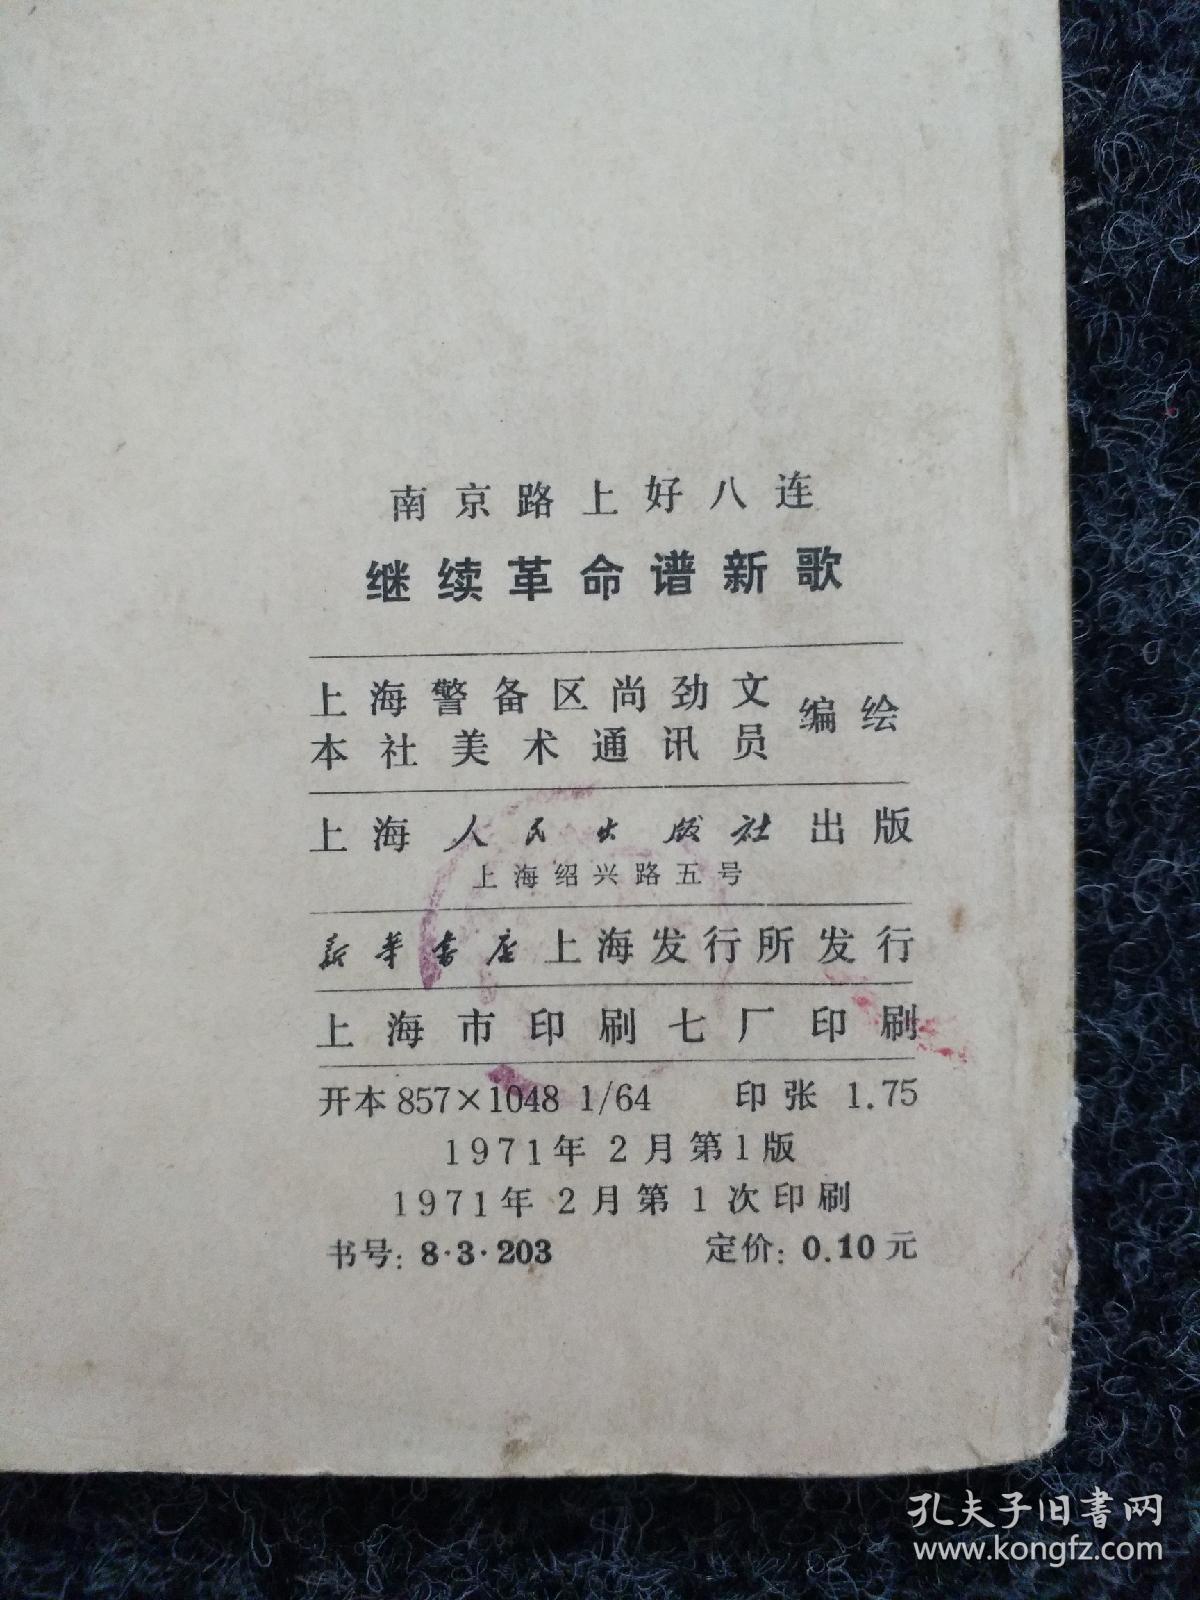 南京路上好八连
继续革命谱新歌
上海警备区尚劲文
本社美术通讯员
编绘
上海人民出版社出版
上海绍兴路五号
新华书店上海发行所发行
上海市印刷七厂印刷
开本 857×1048 1/64 印张 1.75
1971年2月第1版
1971年2月第1次印刷
书号: 8·3·203 定价: 0.10元
孔夫子旧书网
www.kongfz.com